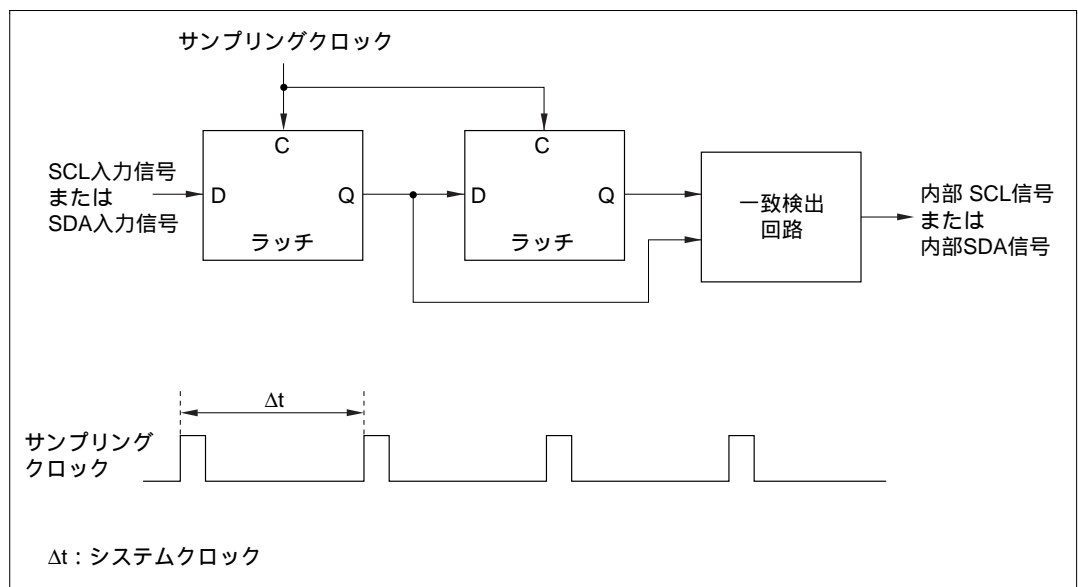 サンプリングクロック
C
C
SCL入力信号
または
SDA入力信号
D
Q
D
Q
ラッチ
ラッチ
一致検出
回路
内部 SCL信号
または
内部SDA信号
Δt
サンプリング
クロック
Δt：システムクロック